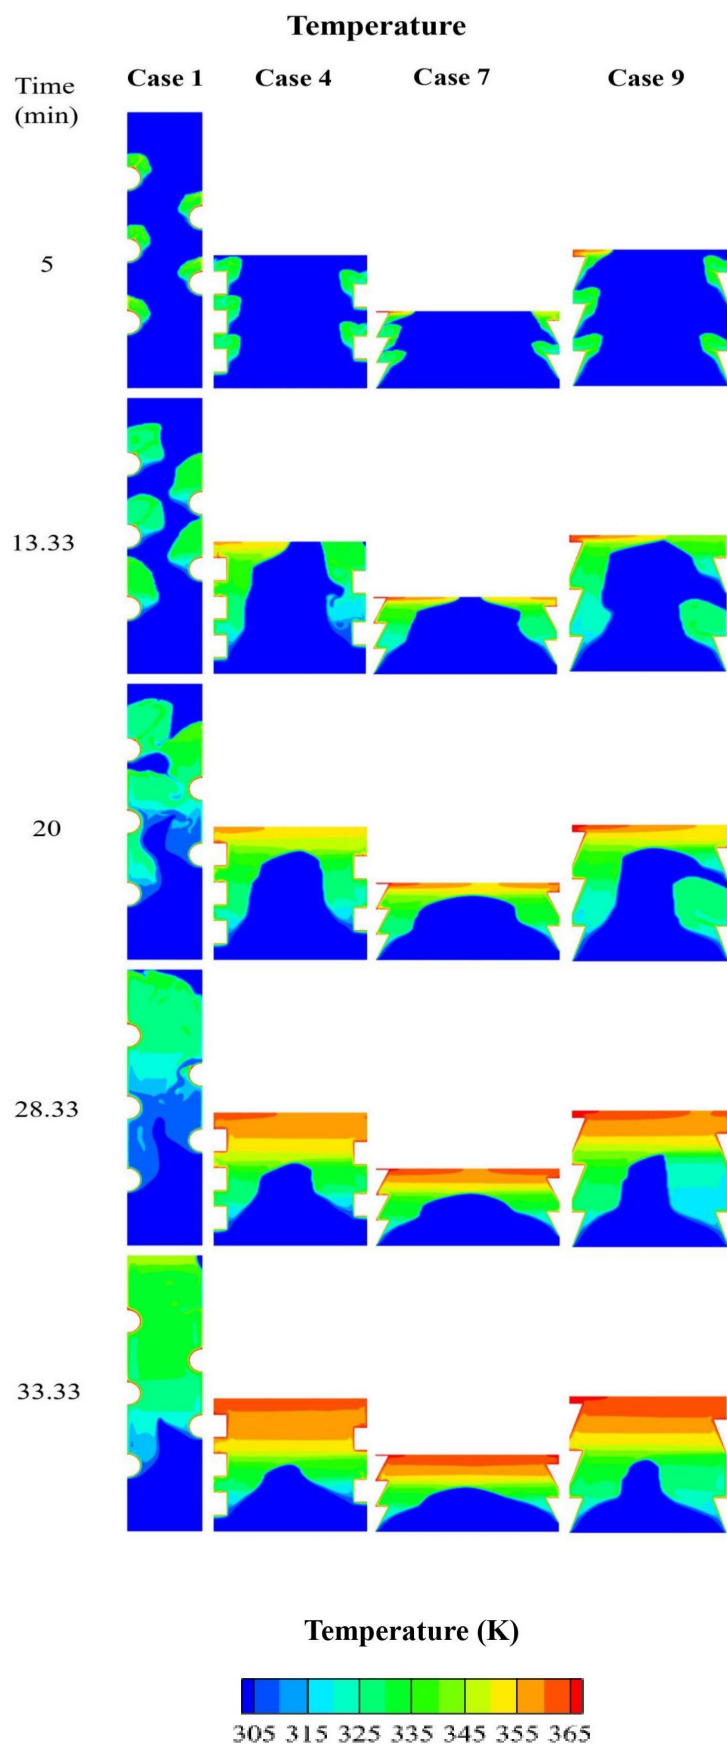 Temperature
Time
(min)
Case 1 Case 4 Case 7 Case 9
5
13.33
20
28.33
33.33
Temperature (K)
305 315 325 335 345 355 365